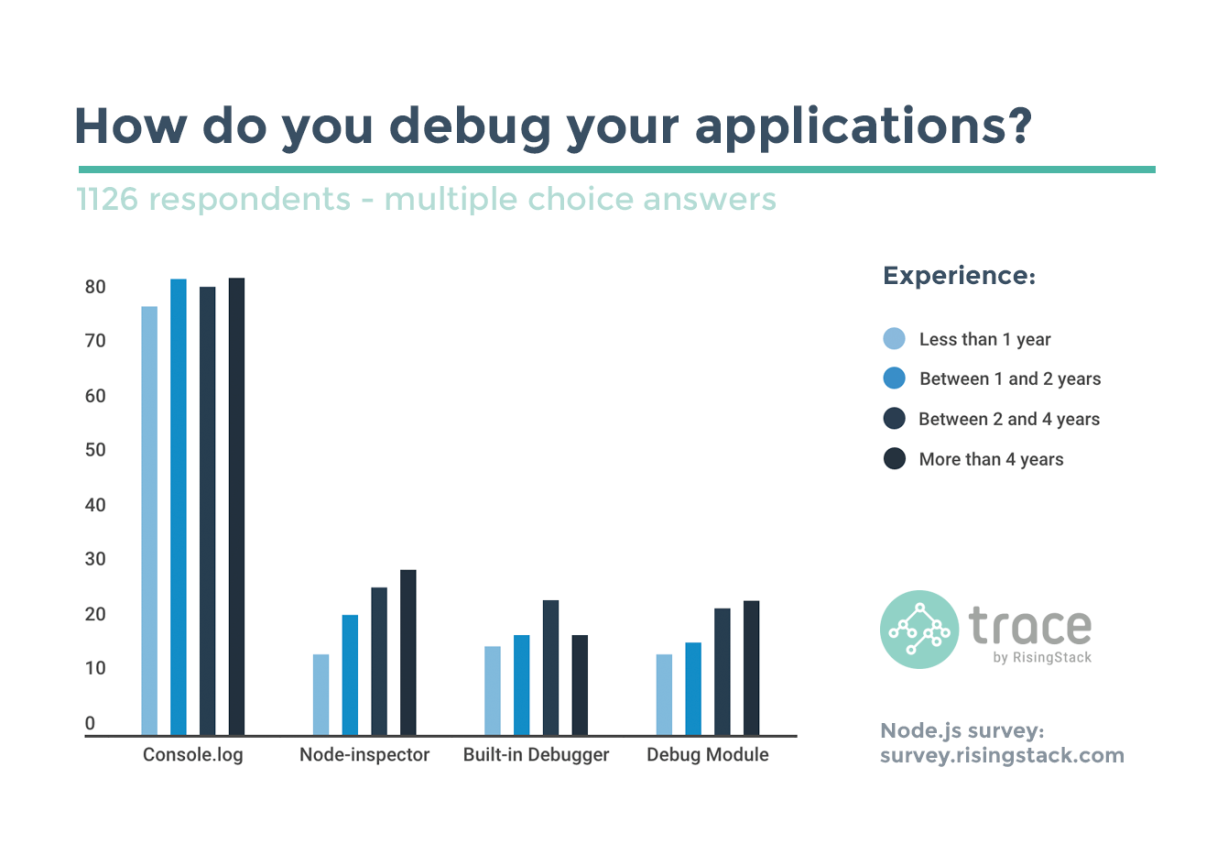 How do you debug your applications?
1126 respondents - multiple choice answers
80
70
60
50
40
30
20
10
0
Console.log
Node-inspector
Built-in Debugger
Debug Module
Experience:
Less than 1 year
Between 1 and 2 years
Between 2 and 4 years
More than 4 years
trace
by RisingStack
Node.js survey:
survey.risingstack.com